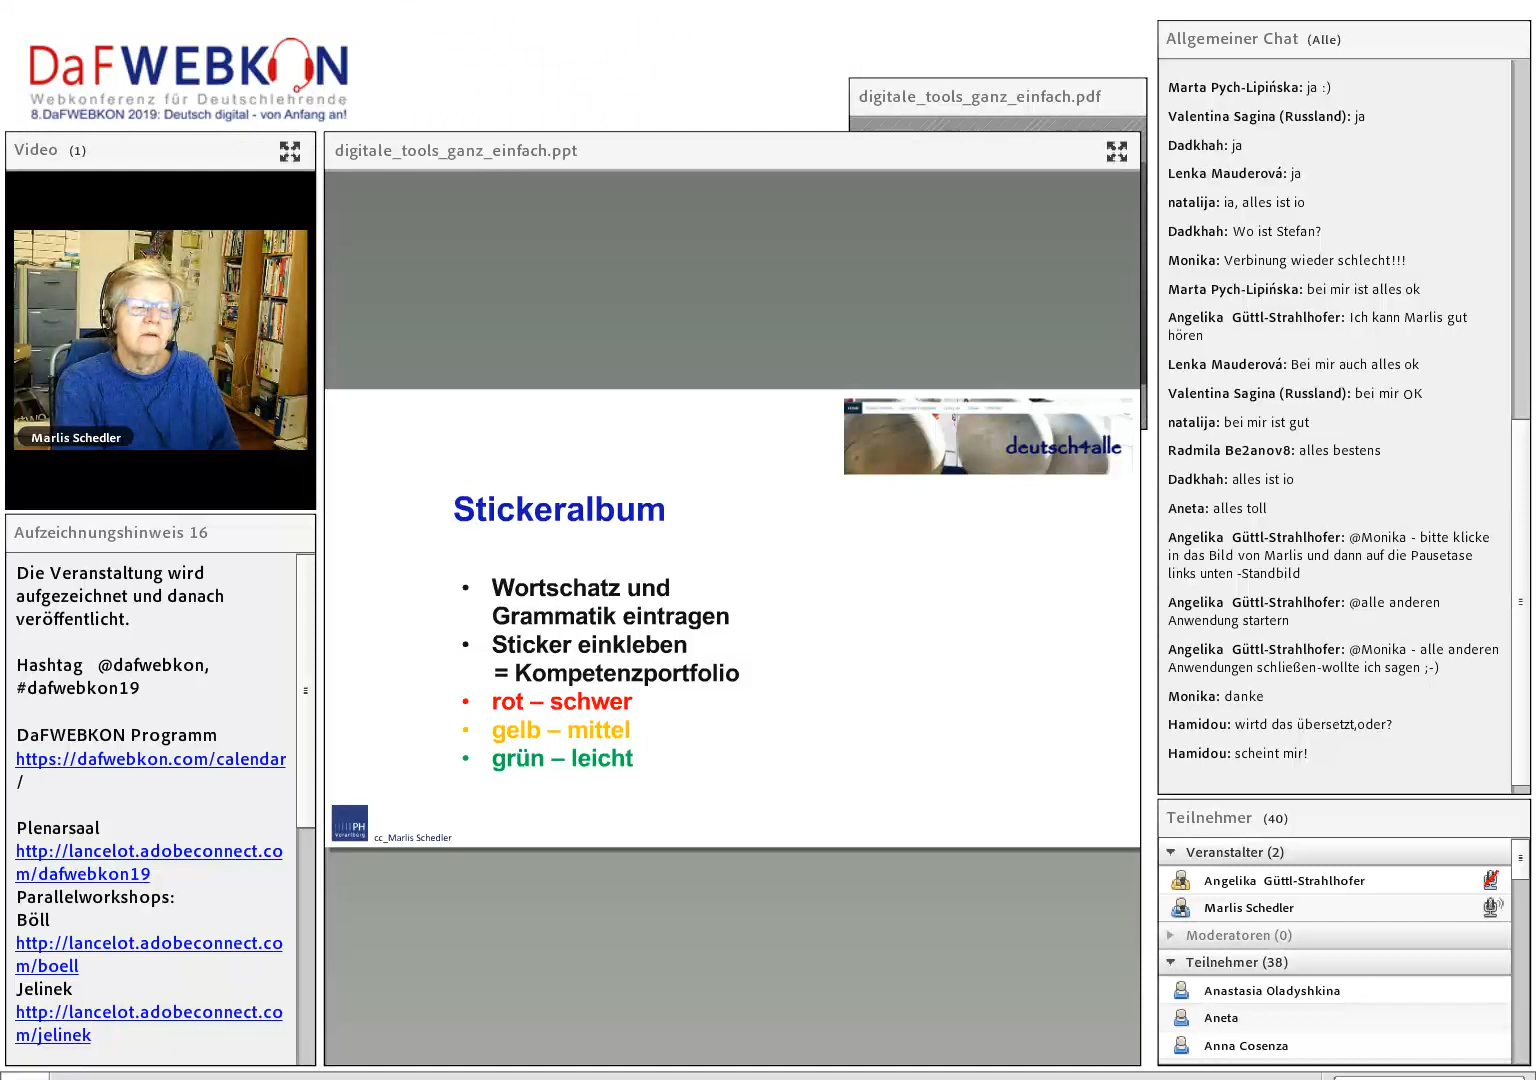 DaFWEBKON
Webkonferenz für Deutschlehrende
8.DaFWEBKON 2019: Deutsch digital - von Anfang an!
Video (1)
Marlis Schedler
Aufzeichnungshinweis 16
Die Veranstaltung wird
aufgezeichnet und danach
veröffentlicht.
Hashtag @dafwebkon,
#dafwebkon19
DaFWEBKON Programm
https://dafwebkon.com/calendar
/
Plenarsaal
http://lancelot.adobeconnect.co
m/dafwebkon19
Parallelworkshops:
Böll
http://lancelot.adobeconnect.co
m/boell
Jelinek
http://lancelot.adobeconnect.co
m/jelinek
digitale_tools_ganz_einfach.pdf
digitale_tools_ganz_einfach.ppt
deutsch4alle
Stickeralbum
• Wortschatz und
Grammatik eintragen
• Sticker einkleben
= Kompetenzportfolio
• rot – schwer
• gelb – mittel
• grün – leicht
PH
Vorarlberg
cc_Marlis Schedler
Allgemeiner Chat (Alle)
Marta Pych-Lipińska: ja :)
Valentina Sagina (Russland): ja
Dadkhah: ja
Lenka Mauderová: ja
natalija: ia, alles ist io
Dadkhah: Wo ist Stefan?
Monika: Verbinung wieder schlecht!!!
Marta Pych-Lipińska: bei mir ist alles ok
Angelika Güttl-Strahlhofer: Ich kann Marlis gut
hören
Lenka Mauderová: Bei mir auch alles ok
Valentina Sagina (Russland): bei mir OK
natalija: bei mir ist gut
Radmila Be2anov8: alles bestens
Dadkhah: alles ist io
Aneta: alles toll
Angelika Güttl-Strahlhofer: @Monika - bitte klicke
in das Bild von Marlis und dann auf die Pausetase
links unten -Standbild
Angelika Güttl-Strahlhofer: @alle anderen
Anwendung starten
Angelika Güttl-Strahlhofer: @Monika - alle anderen
Anwendungen schließen-wollte ich sagen ;-)
Monika: danke
Hamidou: wirtd das übersetzt,oder?
Hamidou: scheint mir!
Teilnehmer (40)
Veranstalter (2)
Angelika Güttl-Strahlhofer
Marlis Schedler
Moderatoren (0)
Teilnehmer (38)
Anastasia Oladyshkina
Aneta
Anna Cosenza